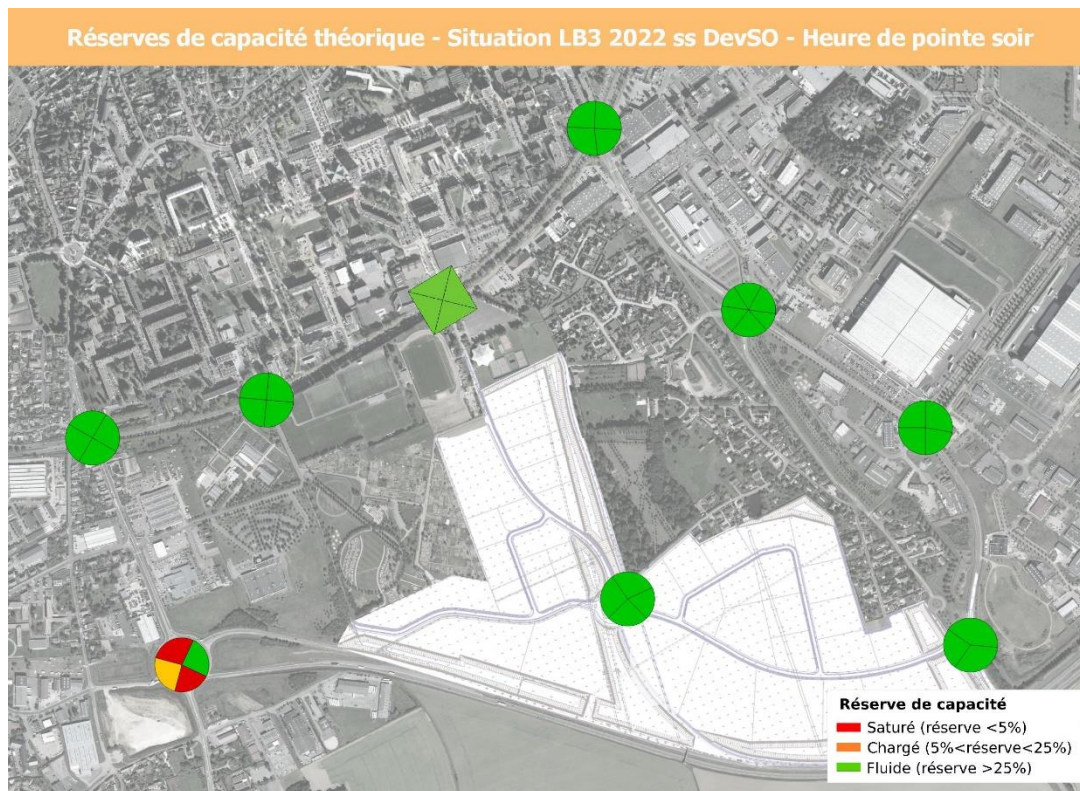 Réserves de capacité théorique - Situation LB3 2022 ss DevSO - Heure de pointe soir
Réserve de capacité
Saturé (réserve <5%)
Chargé (5%<réserve<25%)
Fluide (réserve >25%)